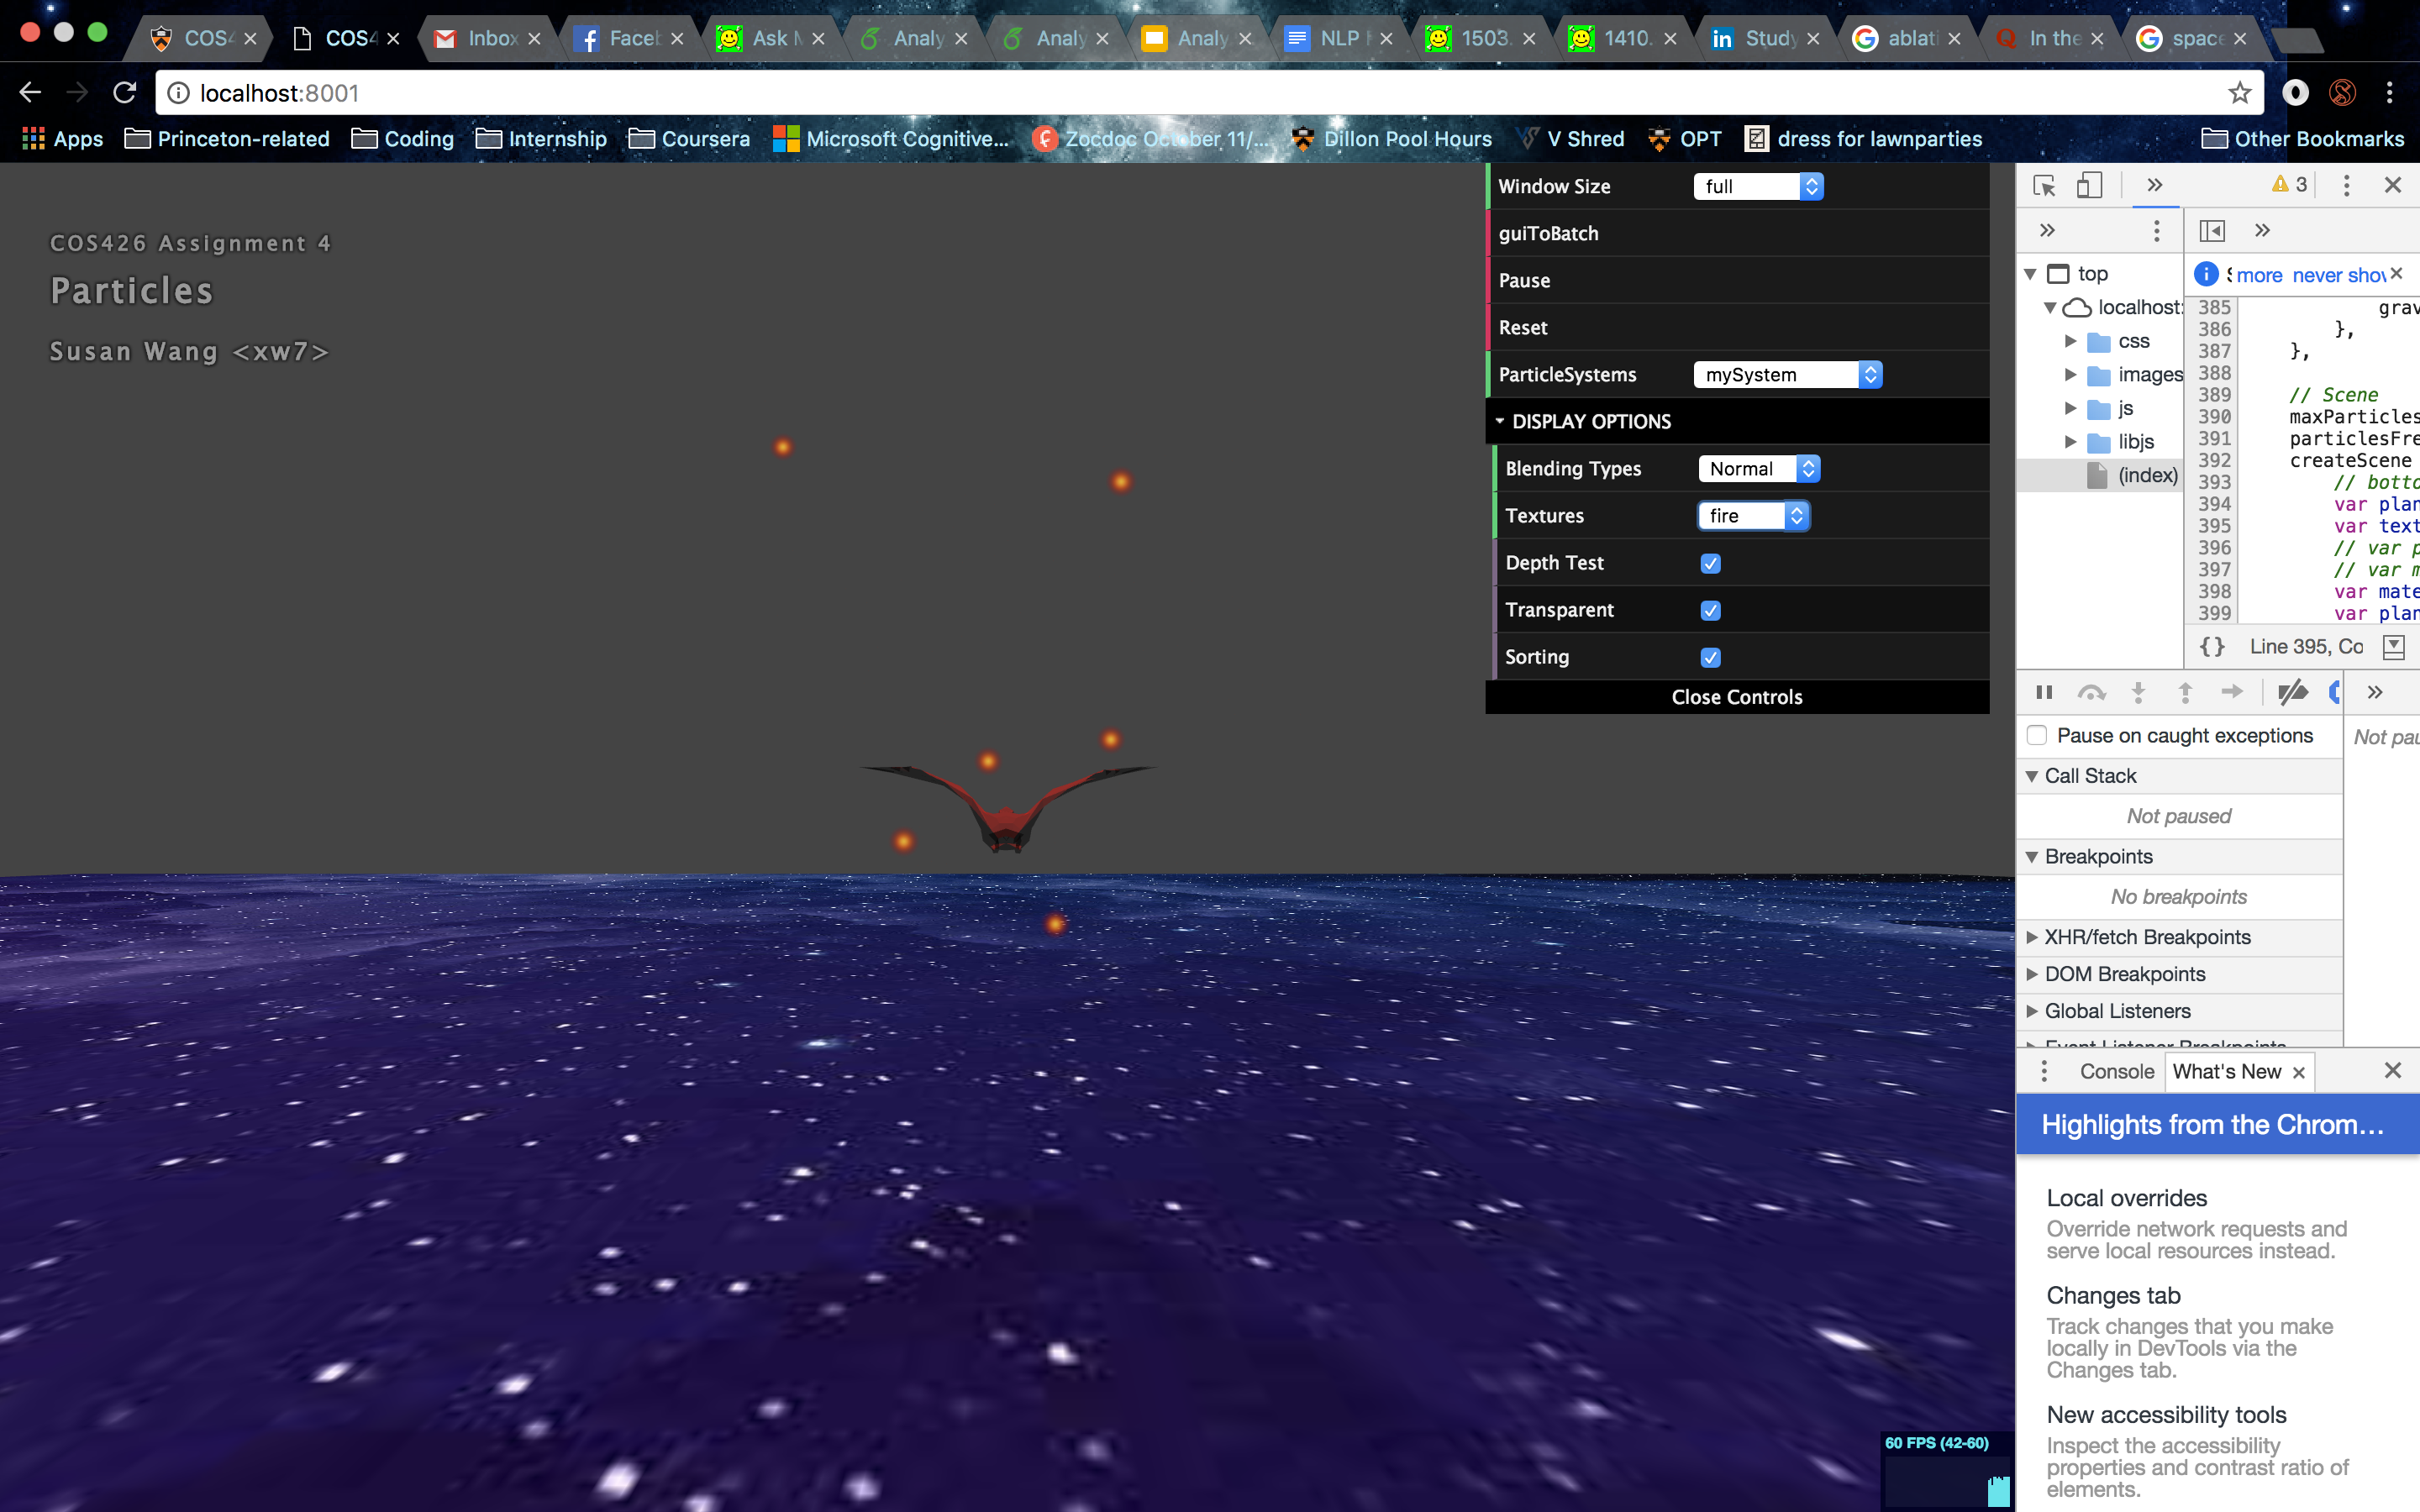 COS4
COS4
Inbox
Faceb
Ask M
Analy
Analy
Analy
NLP
1503.
1410.
Study
ablati
In the
space
localhost:8001
Apps
Princeton-related
Coding
Internship
Coursera
Microsoft Cognitive...
Zocdoc October 11/...
Dillon Pool Hours
V Shred
OPT
dress for lawnparties
Other Bookmarks
COS426 Assignment 4
Particles
Susan Wang <xw7>
Window Size full
guiToBatch
Pause
Reset
ParticleSystems mySystem
DISPLAY OPTIONS
Blending Types Normal
Textures fire
Depth Test
Transparent
Sorting
Close Controls
60 FPS (42-60)
3
top
localhost:
css
images
js
libjs
(index)
more never show
385 grav
386 },
387 },
388
389 // Scene
390 maxParticles
391 particlesFre
392 createScene
393 // botto
394 var plan
395 var text
396 // var p
397 // var m
398 var mate
399 var plan
{} Line 395, Co
Pause on caught exceptions
Not pau
Call Stack
Not paused
Breakpoints
No breakpoints
XHR/fetch Breakpoints
DOM Breakpoints
Global Listeners
Event Listener Breakpoints
Console
What's New
Highlights from the Chrom...
Local overrides
Override network requests and
serve local resources instead.
Changes tab
Track changes that you make
locally in DevTools via the
Changes tab.
New accessibility tools
Inspect the accessibility
properties and contrast ratio of
elements.